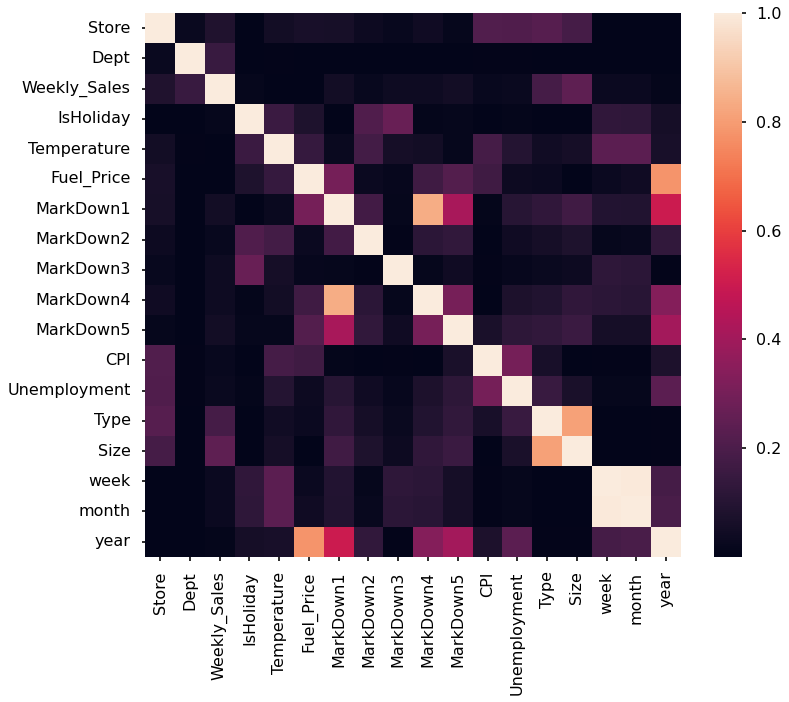 Store
Dept
Weekly_Sales
IsHoliday
Temperature
Fuel_Price
MarkDown1
MarkDown2
MarkDown3
MarkDown4
MarkDown5
CPI
Unemployment
Type
Size
week
month
year
Store
Dept
Weekly_Sales
IsHoliday
Temperature
Fuel_Price
MarkDown1
MarkDown2
MarkDown3
MarkDown4
MarkDown5
CPI
Unemployment
Type
Size
week
month
year
1.0
0.8
0.6
0.4
0.2